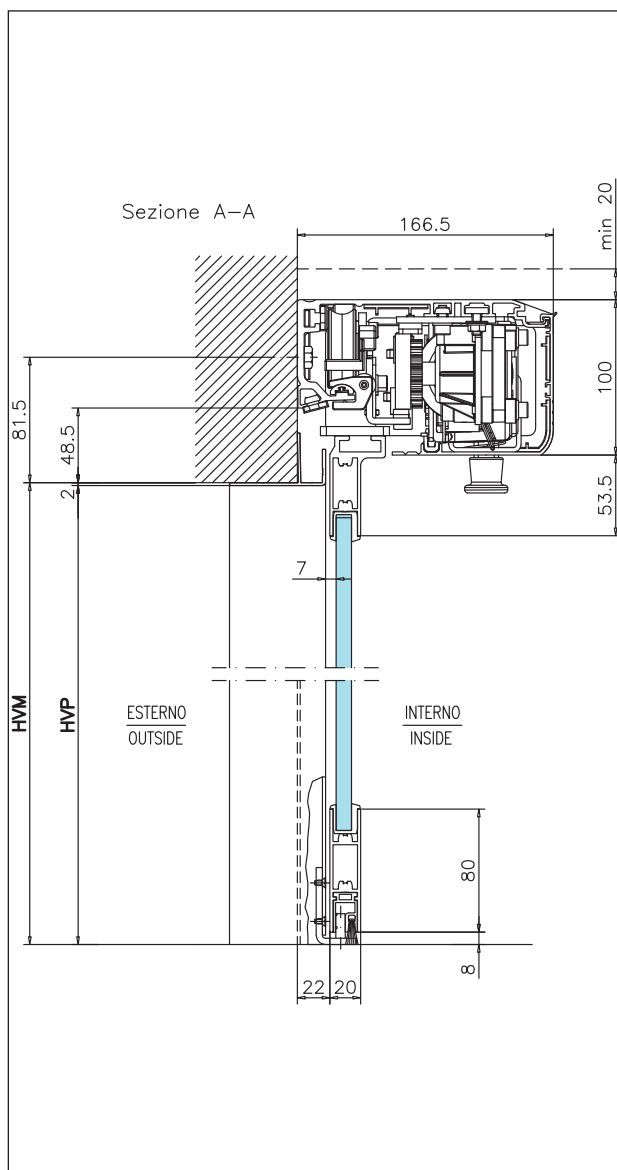 Sezione A–A
166.5
min 20
81.5
48.5
100
2
53.5
7
HVM
HVP
ESTERNO
OUTSIDE
INTERNO
INSIDE
80
8
22
20